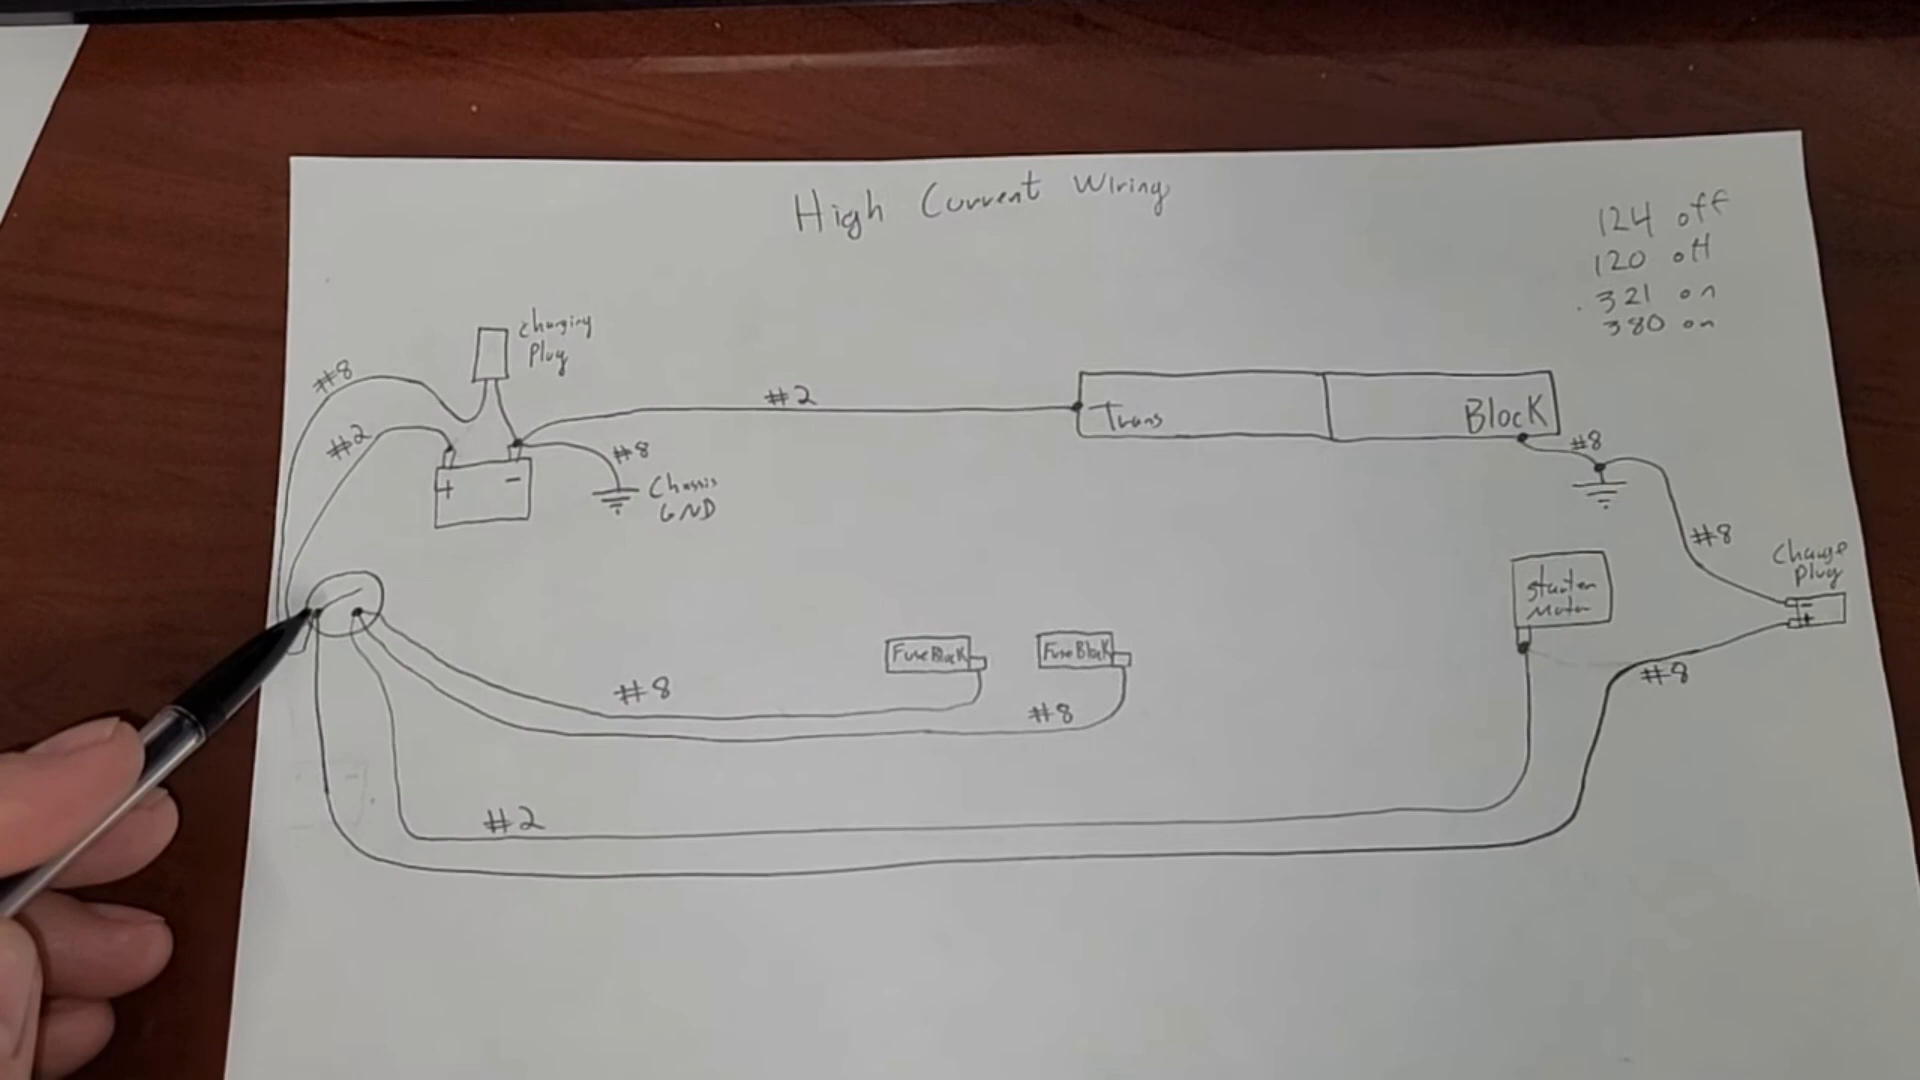 High Current Wiring
124 off
120 off
321 on
380 on
charging
Plug
#8
#2
#2
#8
+
-
Chassis
GND
Trans
Block
#8
#8
Charge
Plug
-
+
Starter
Motor
Fuse Block
Fuse Block
#8
#8
#8
#2